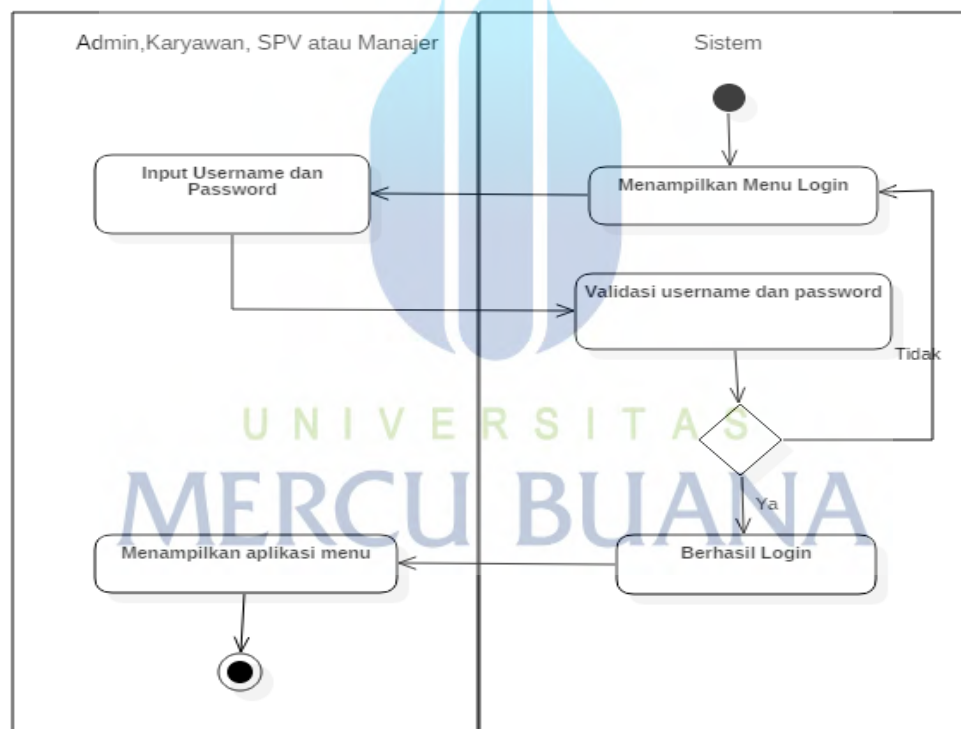 Admin,Karyawan, SPV atau Manajer
Sistem
Input Username dan
Password
Menampilkan Menu Login
Validasi username dan password
Tidak
UNIVERSITAS
MERCU BUANA
Ya
Menampilkan aplikasi menu
Berhasil Login